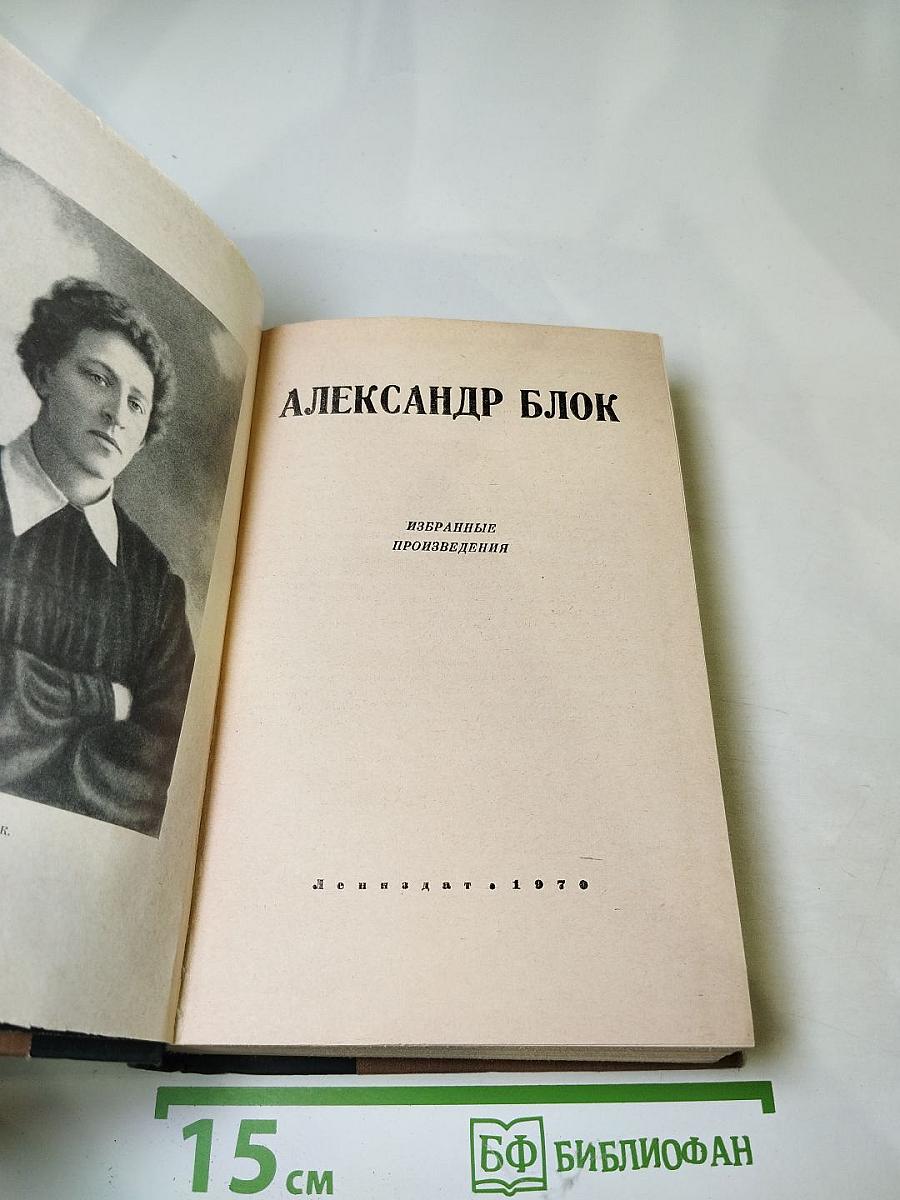 АЛЕКСАНДР БЛОК
ИЗБРАННЫЕ
ПРОИЗВЕДЕНИЯ
к.
Лениздат • 1970
15 см
БФ БИБЛИОФАН